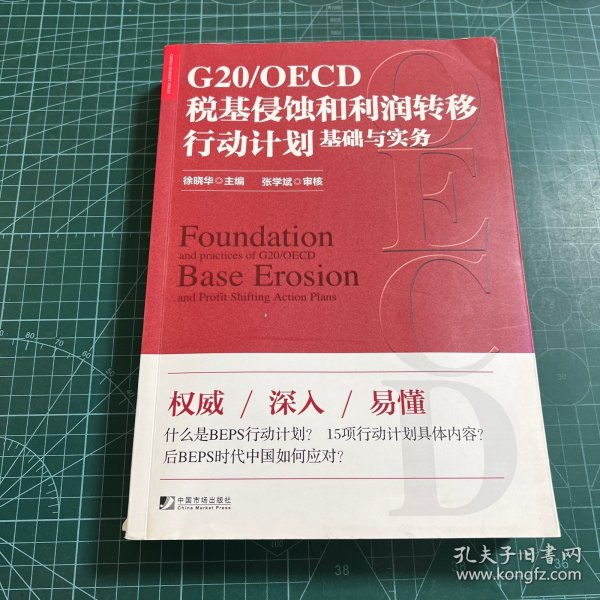 G20/OECD
税基侵蚀和利润转移
行动计划 基础与实务
徐晓华◎主编 张学斌◎审核
OECD
Foundation
and practices of G20/OECD
Base Erosion
and Profit Shifting Action Plans
权威 / 深入 / 易懂
什么是BEPS行动计划? 15项行动计划具体内容?
后BEPS时代中国如何应对?
中国市场出版社
China Market Press
孔夫子旧书网
www.kongfz.com
38
36